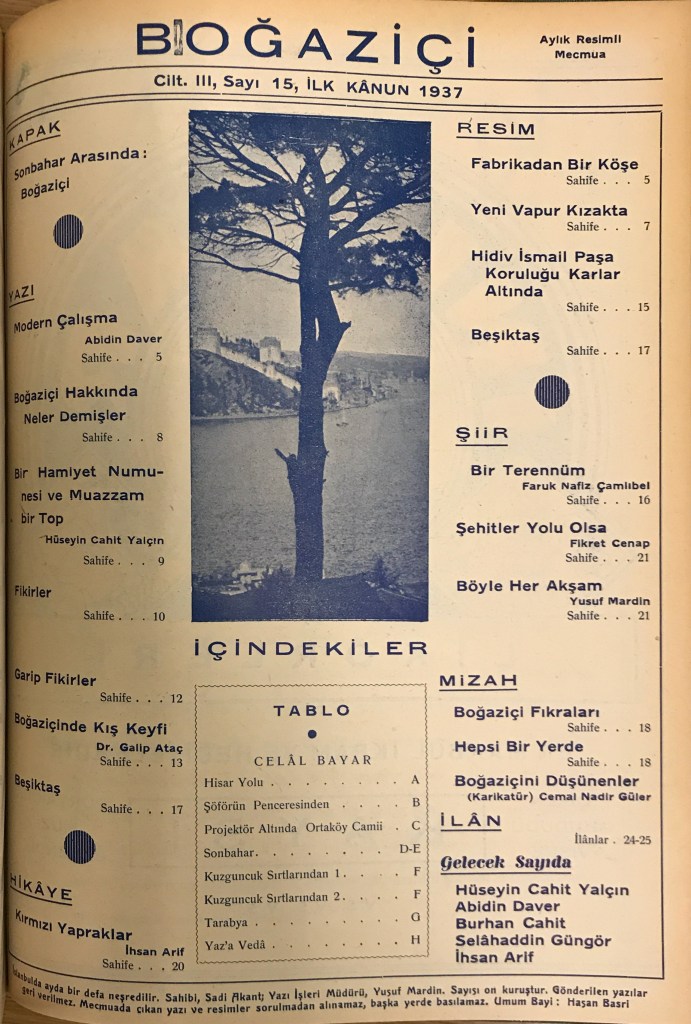 BOĞAZİÇİ
Aylık Resimli
Mecmua
Cilt. III, Sayı 15, İLK KÂNUN 1937
KAPAK
Sonbahar Arasında:
Boğaziçi
YAZI
Modern Çalışma
Abidin Daver
Sahife . . . 5
Boğaziçi Hakkında
Neler Demişler
Sahife . . . 8
Bir Hamiyet Numu-
nesi ve Muazzam
bir Top
Hüseyin Cahit Yalçın
Sahife . . . 9
Fikirler
Sahife . . . 10
Garip Fikirler
Sahife . . . 12
Boğaziçinde Kış Keyfi
Dr. Galip Ataç
Sahife . . . 13
Beşiktaş
Sahife . . . 17
HİKÂYE
Kırmızı Yapraklar
İhsan Arif
Sahife . . . 20
İÇİNDEKİLER
TABLO
CELÂL BAYAR
Hisar Yolu . . . . . . . . A
Şöförün Penceresinden . . . . B
Projektör Altında Ortaköy Camii . C
Sonbahar. . . . . . . . . D-E
Kuzguncuk Sırtlarından 1. . . . F
Kuzguncuk Sırtlarından 2. . . . F
Tarabya . . . . . . . . . G
Yaz'a Vedâ . . . . . . . . H
RESİM
Fabrikadan Bir Köşe
Sahife . . . 5
Yeni Vapur Kızakta
Sahife . . . 7
Hidiv İsmail Paşa
Koruluğu Karlar
Altında
Sahife . . . 15
Beşiktaş
Sahife . . . 17
ŞİİR
Bir Terennüm
Faruk Nafiz Çamlıbel
Sahife . . . 16
Şehitler Yolu Olsa
Fikret Cenap
Sahife . . . 21
Böyle Her Akşam
Yusuf Mardin
Sahife . . . 21
MİZAH
Boğaziçi Fıkraları
Sahife . . . 18
Hepsi Bir Yerde
Sahife . . . 18
Boğaziçini Düşünenler
(Karikatür) Cemal Nadir Güler
İLÂN
İlânlar . 24-25
Gelecek Sayıda
Hüseyin Cahit Yalçın
Abidin Daver
Burhan Cahit
Selâhaddin Güngör
İhsan Arif
İstanbulda ayda bir defa neşredilir. Sahibi, Sadi Akant; Yazı İşleri Müdürü, Yusuf Mardin. Sayısı on kuruştur. Gönderilen yazılar
geri verilmez. Mecmuada çıkan yazı ve resimler sorulmadan alınamaz, başka yerde basılamaz. Umum Bayi : Hasan Basri